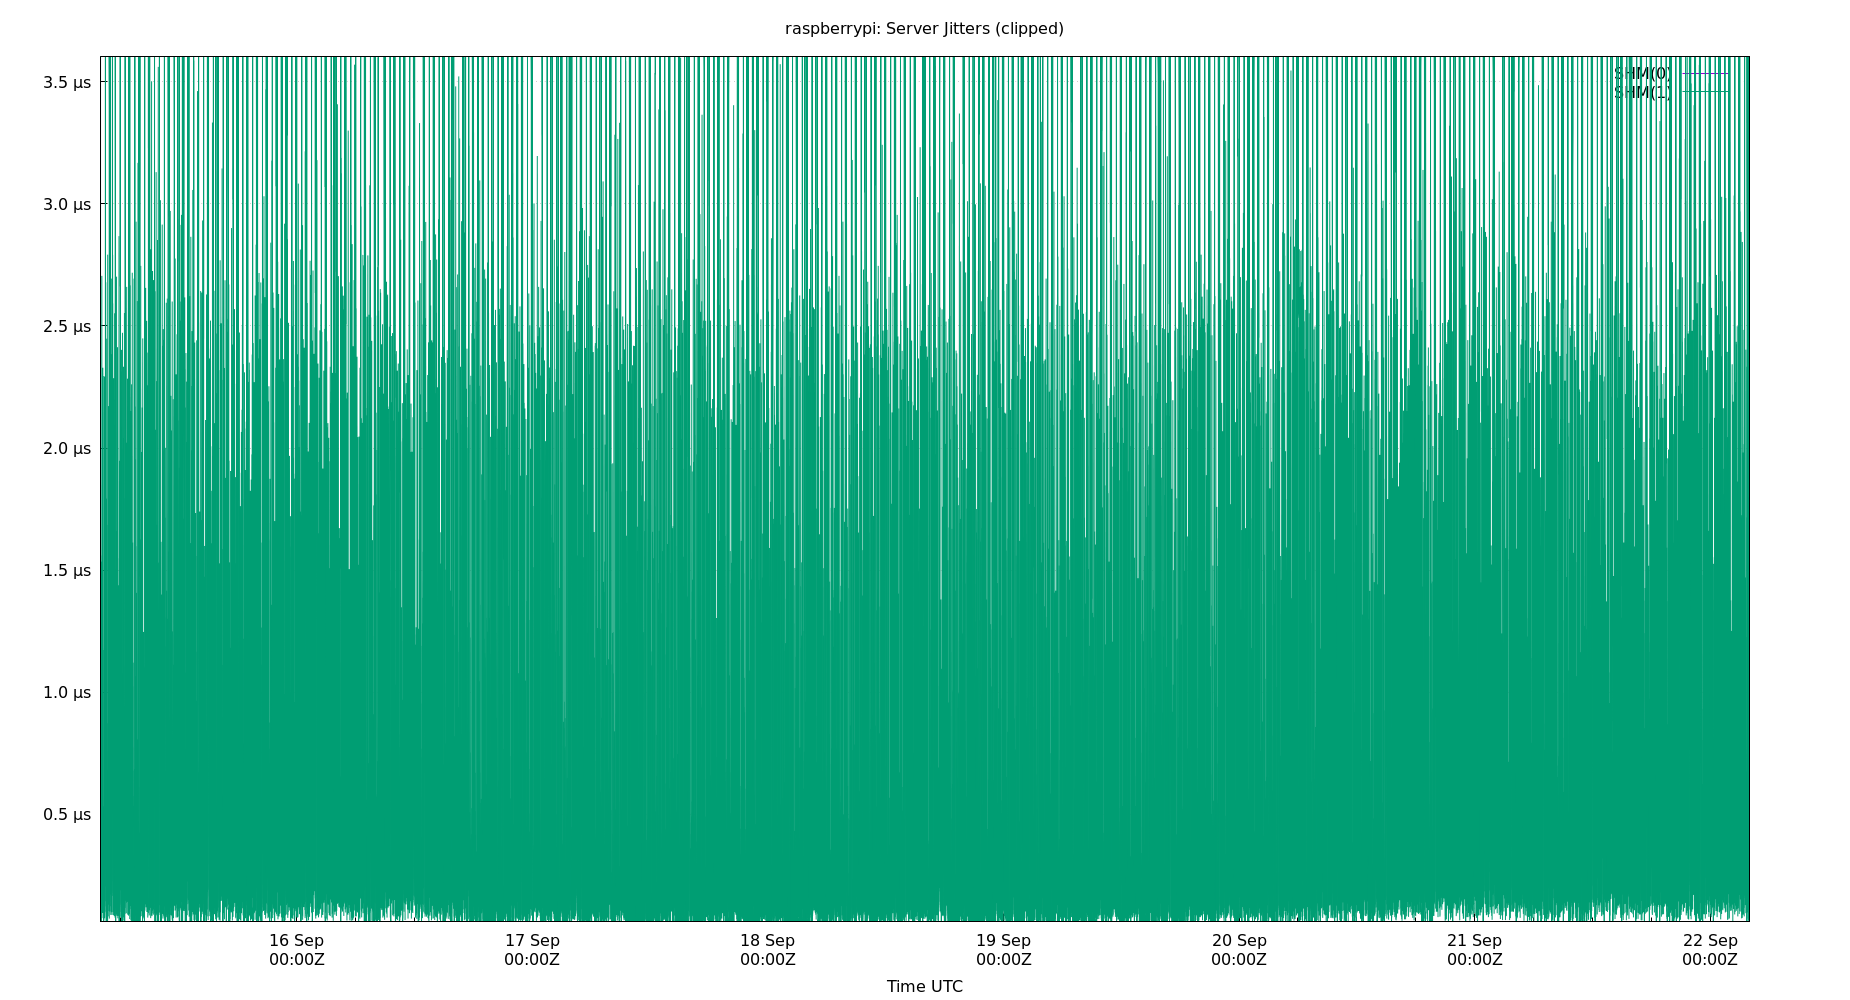 raspberrypi: Server Jitters (clipped)
SHM(0)
SHM(1)
3.5 µs
3.0 µs
2.5 µs
2.0 µs
1.5 µs
1.0 µs
0.5 µs
16 Sep 17 Sep 18 Sep 19 Sep 20 Sep 21 Sep 22 Sep
00:00Z 00:00Z 00:00Z 00:00Z 00:00Z 00:00Z 00:00Z
Time UTC